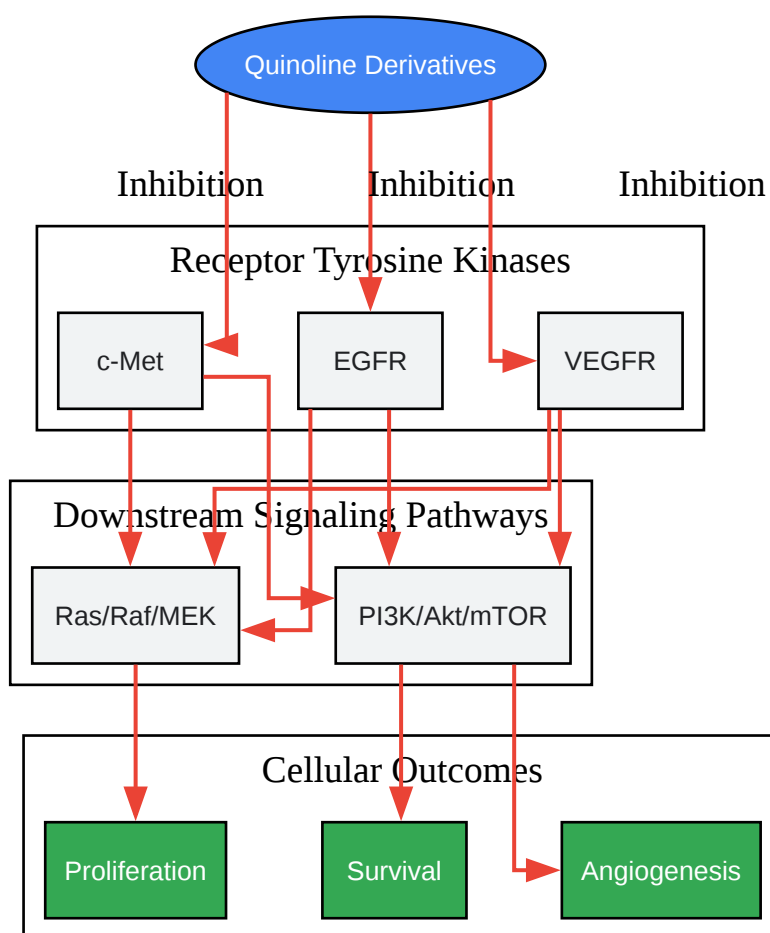 Quinoline Derivatives
Inhibition
Inhibition
Inhibition
Receptor Tyrosine Kinases
c-Met
EGFR
VEGFR
Downstream Signaling Pathways
Ras/Raf/MEK
PI3K/Akt/mTOR
Cellular Outcomes
Proliferation
Survival
Angiogenesis